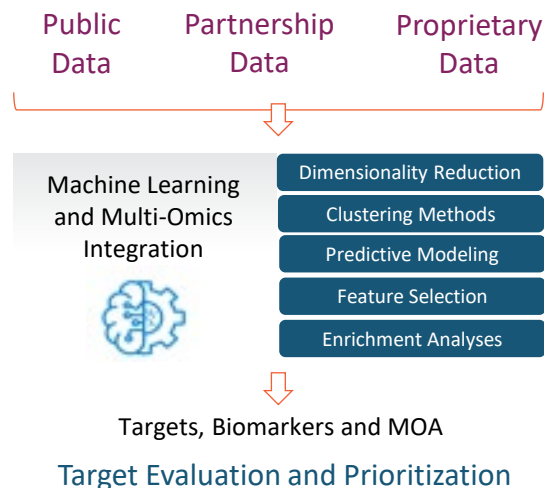 Public Data
Partnership Data
Proprietary Data
Machine Learning
and Multi-Omics
Integration
Dimensionality Reduction
Clustering Methods
Predictive Modeling
Feature Selection
Enrichment Analyses
Targets, Biomarkers and MOA
Target Evaluation and Prioritization